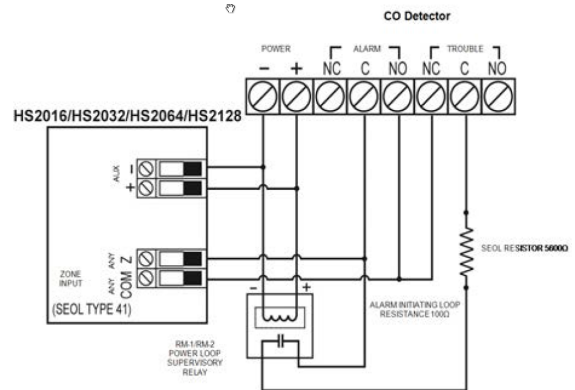 CO Detector
POWER
ALARM
TROUBLE
− + NC C NO NC C NO
HS2016/HS2032/HS2064/HS2128
AUX
−
+
ANY
Z
ANY
COM
ZONE
INPUT
(SEOL TYPE 41)
SEOL RESISTOR 5600Ω
− +
ALARM INITIATING LOOP
RESISTANCE 100Ω
RM-1/RM-2
POWER LOOP
SUPERVISORY
RELAY